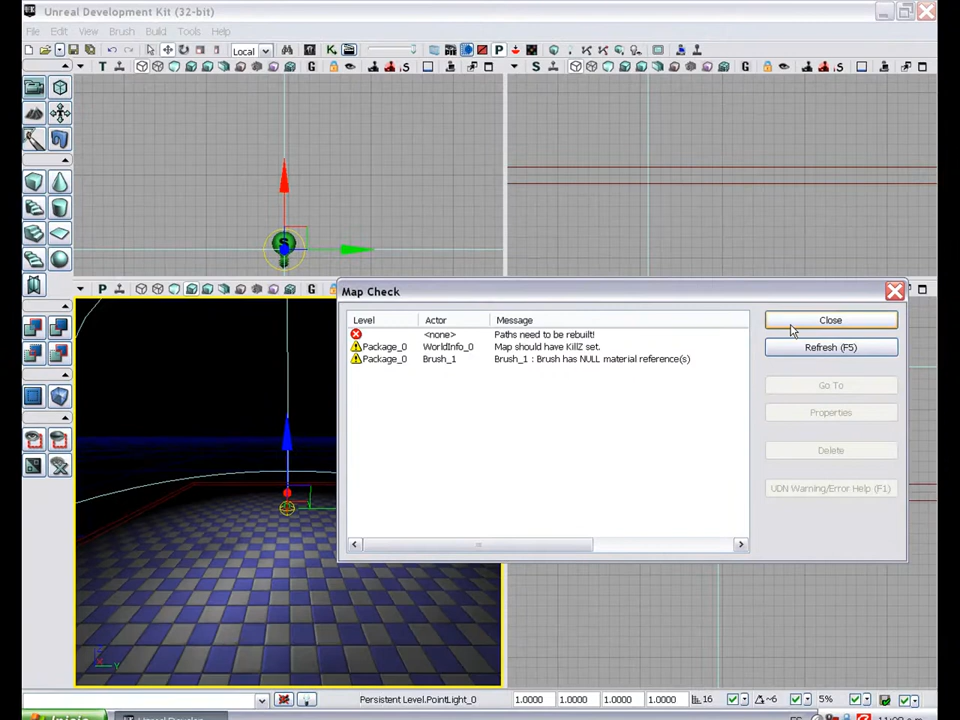 Unreal Development Kit (32-bit)
File Edit View Brush Build Tools Help
Local
T G S G
P G
Map Check
Level Actor Message
<none> Paths need to be rebuilt!
Package_0 WorldInfo_0 Map should have KillZ set.
Package_0 Brush_1 Brush_1 : Brush has NULL material reference(s)
Close
Refresh (F5)
Go To
Properties
Delete
UDN Warning/Error Help (F1)
Persistent Level.PointLight_0 1.0000 1.0000 1.0000 1.0000 16 6 5%
Inicio